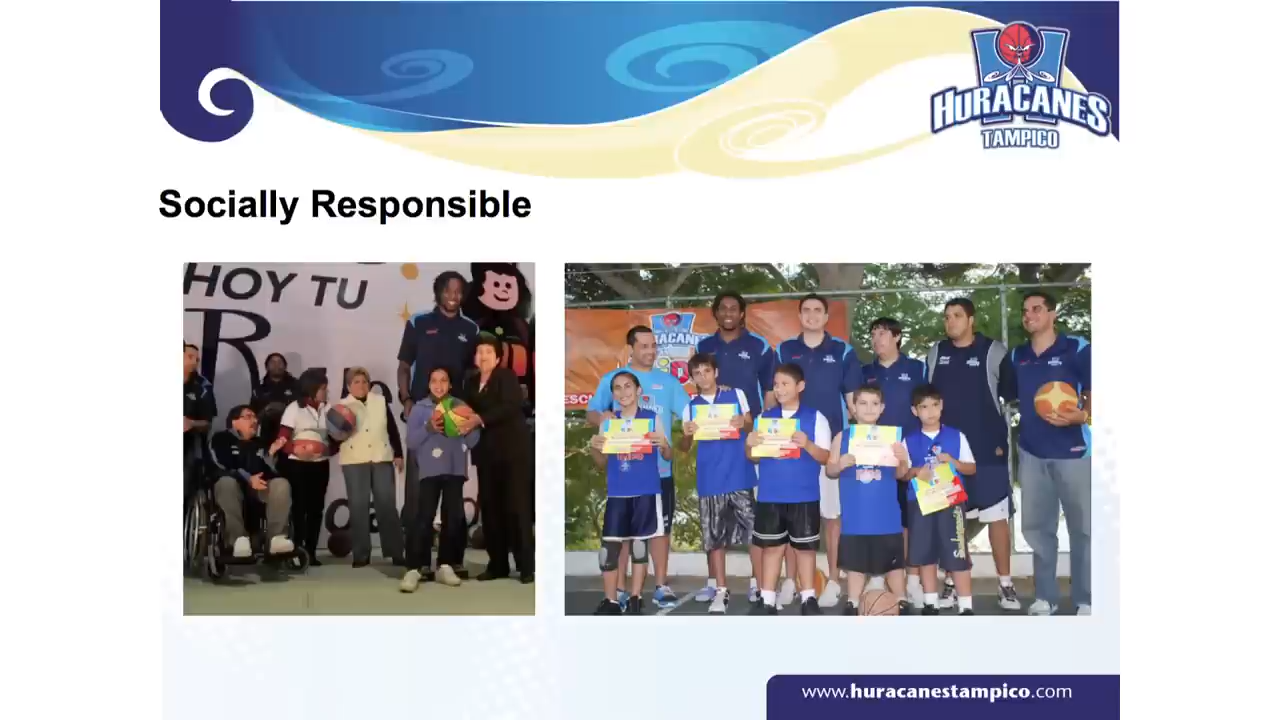 HURACANES
TAMPICO
Socially Responsible
HOY TU
HURACANES
www.huracanestampico.com